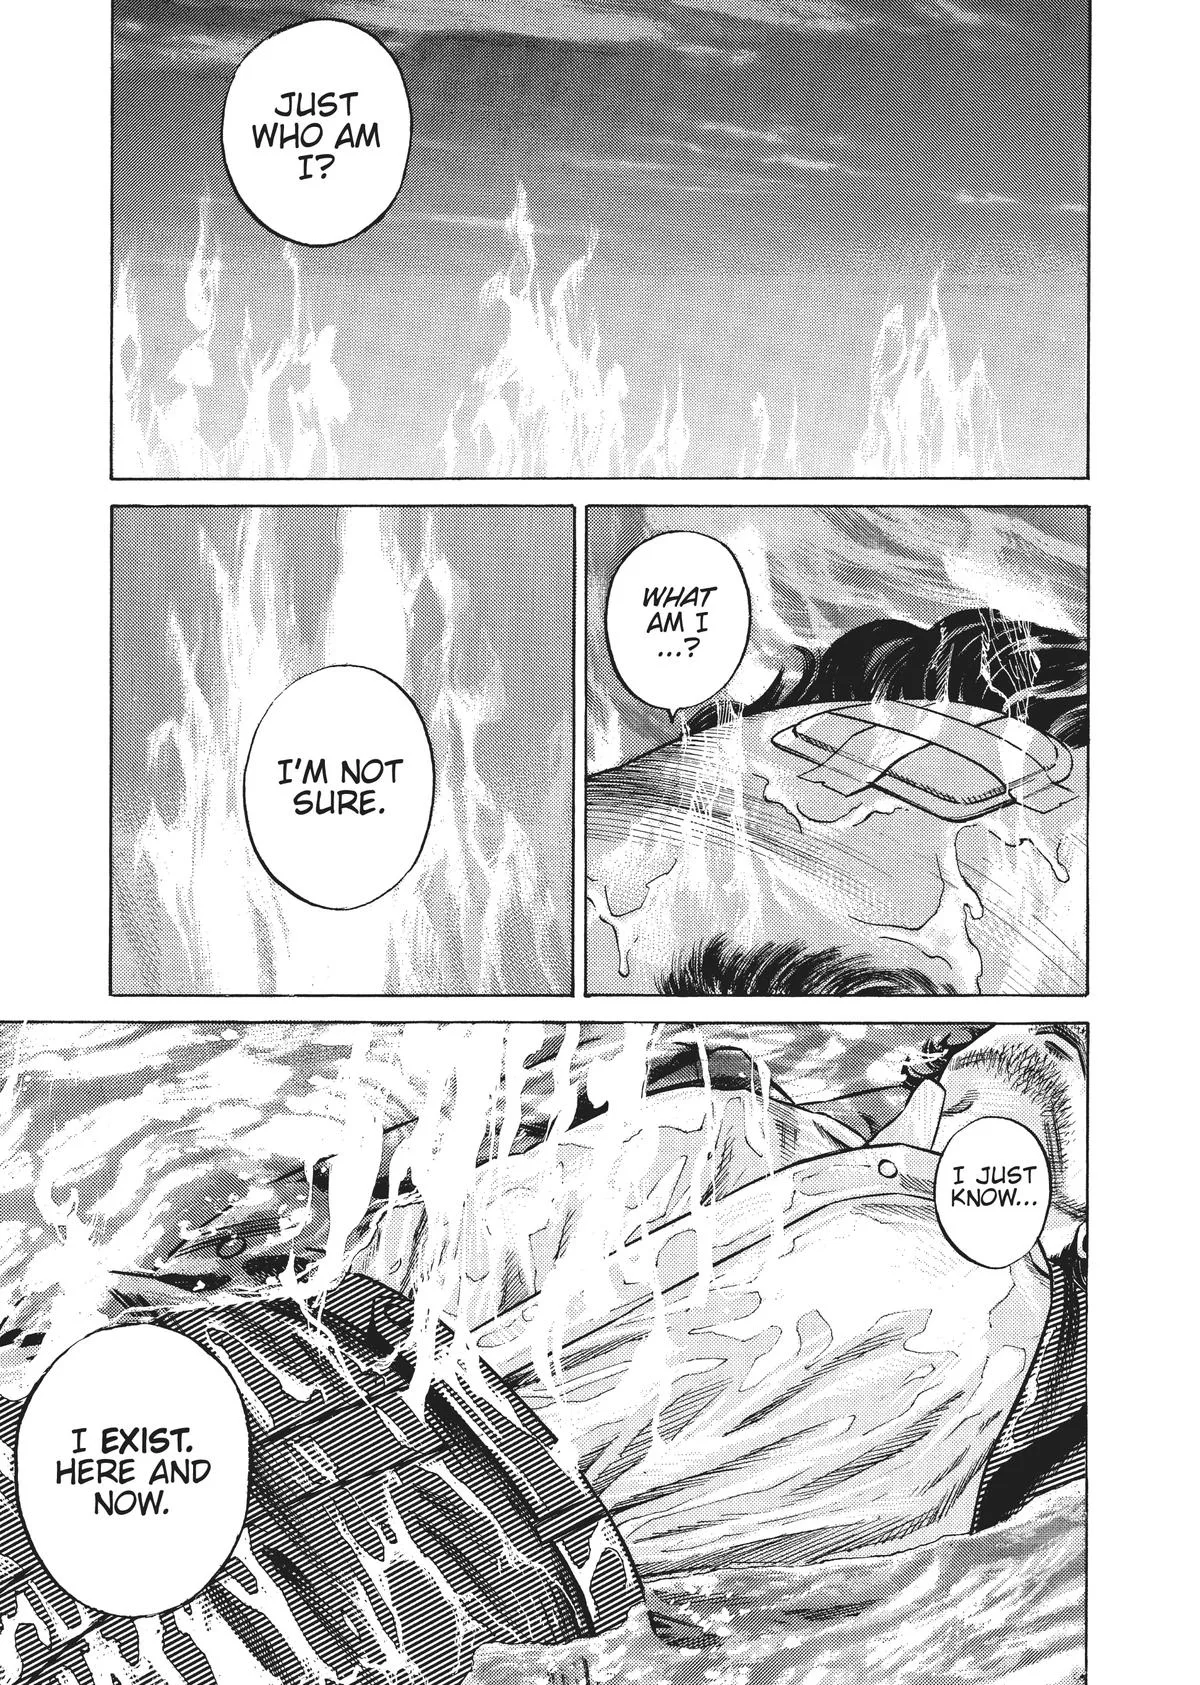 JUST
WHO AM
I?
WHAT
AM I
...?
I'M NOT
SURE.
I JUST
KNOW...
I EXIST.
HERE AND
NOW.